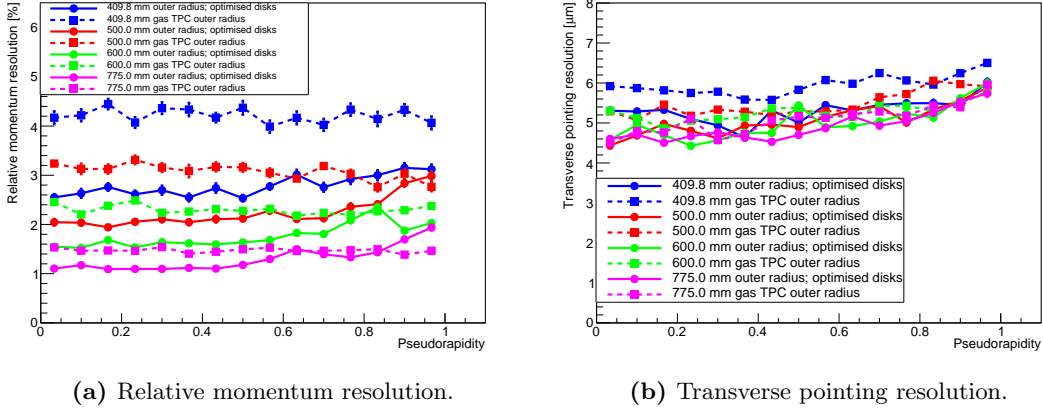 Relative momentum resolution [%]
6
5
4
3
2
1
0
409.8 mm outer radius; optimised disks
409.8 mm gas TPC outer radius
500.0 mm outer radius; optimised disks
500.0 mm gas TPC outer radius
600.0 mm outer radius; optimised disks
600.0 mm gas TPC outer radius
775.0 mm outer radius; optimised disks
775.0 mm gas TPC outer radius
0 0.2 0.4 0.6 0.8 1
Pseudorapidity
(a) Relative momentum resolution.
Transverse pointing resolution [μm]
8
7
6
5
4
3
2
1
0
409.8 mm outer radius; optimised disks
409.8 mm gas TPC outer radius
500.0 mm outer radius; optimised disks
500.0 mm gas TPC outer radius
600.0 mm outer radius; optimised disks
600.0 mm gas TPC outer radius
775.0 mm outer radius; optimised disks
775.0 mm gas TPC outer radius
0 0.2 0.4 0.6 0.8 1
Pseudorapidity
(b) Transverse pointing resolution.